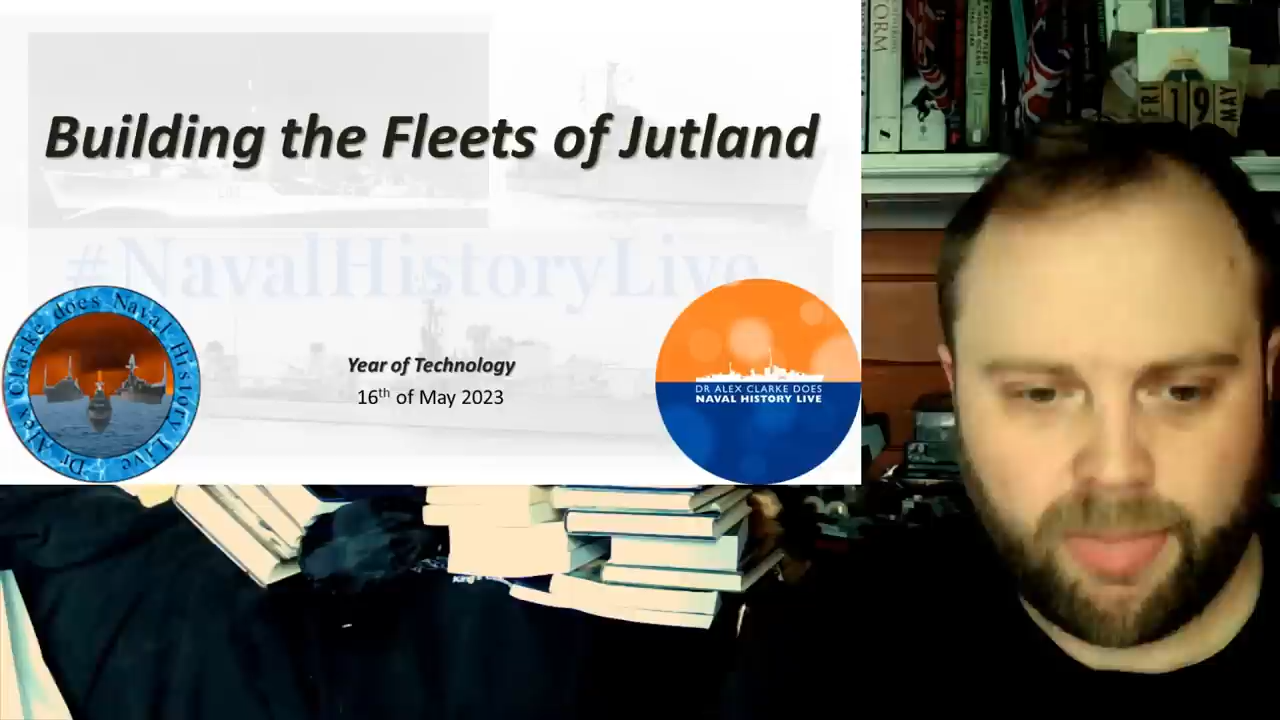 Building the Fleets of Jutland
#NavalHistoryLive
Year of Technology
16th of May 2023
Dr Alex Clarke does Naval History Live
DR ALEX CLARKE DOES
NAVAL HISTORY LIVE
FRI 19 MAY